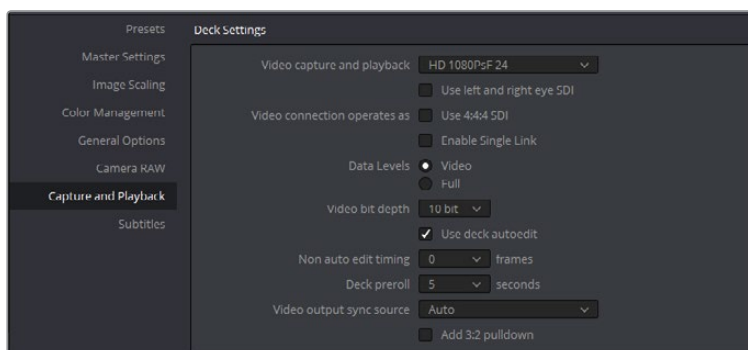 Presets
Master Settings
Image Scaling
Color Management
General Options
Camera RAW
Capture and Playback
Subtitles
Deck Settings
Video capture and playback HD 1080PsF 24
Use left and right eye SDI
Video connection operates as Use 4:4:4 SDI
Enable Single Link
Data Levels Video
Full
Video bit depth 10 bit
Use deck autoedit
Non auto edit timing 0 frames
Deck preroll 5 seconds
Video output sync source Auto
Add 3:2 pulldown